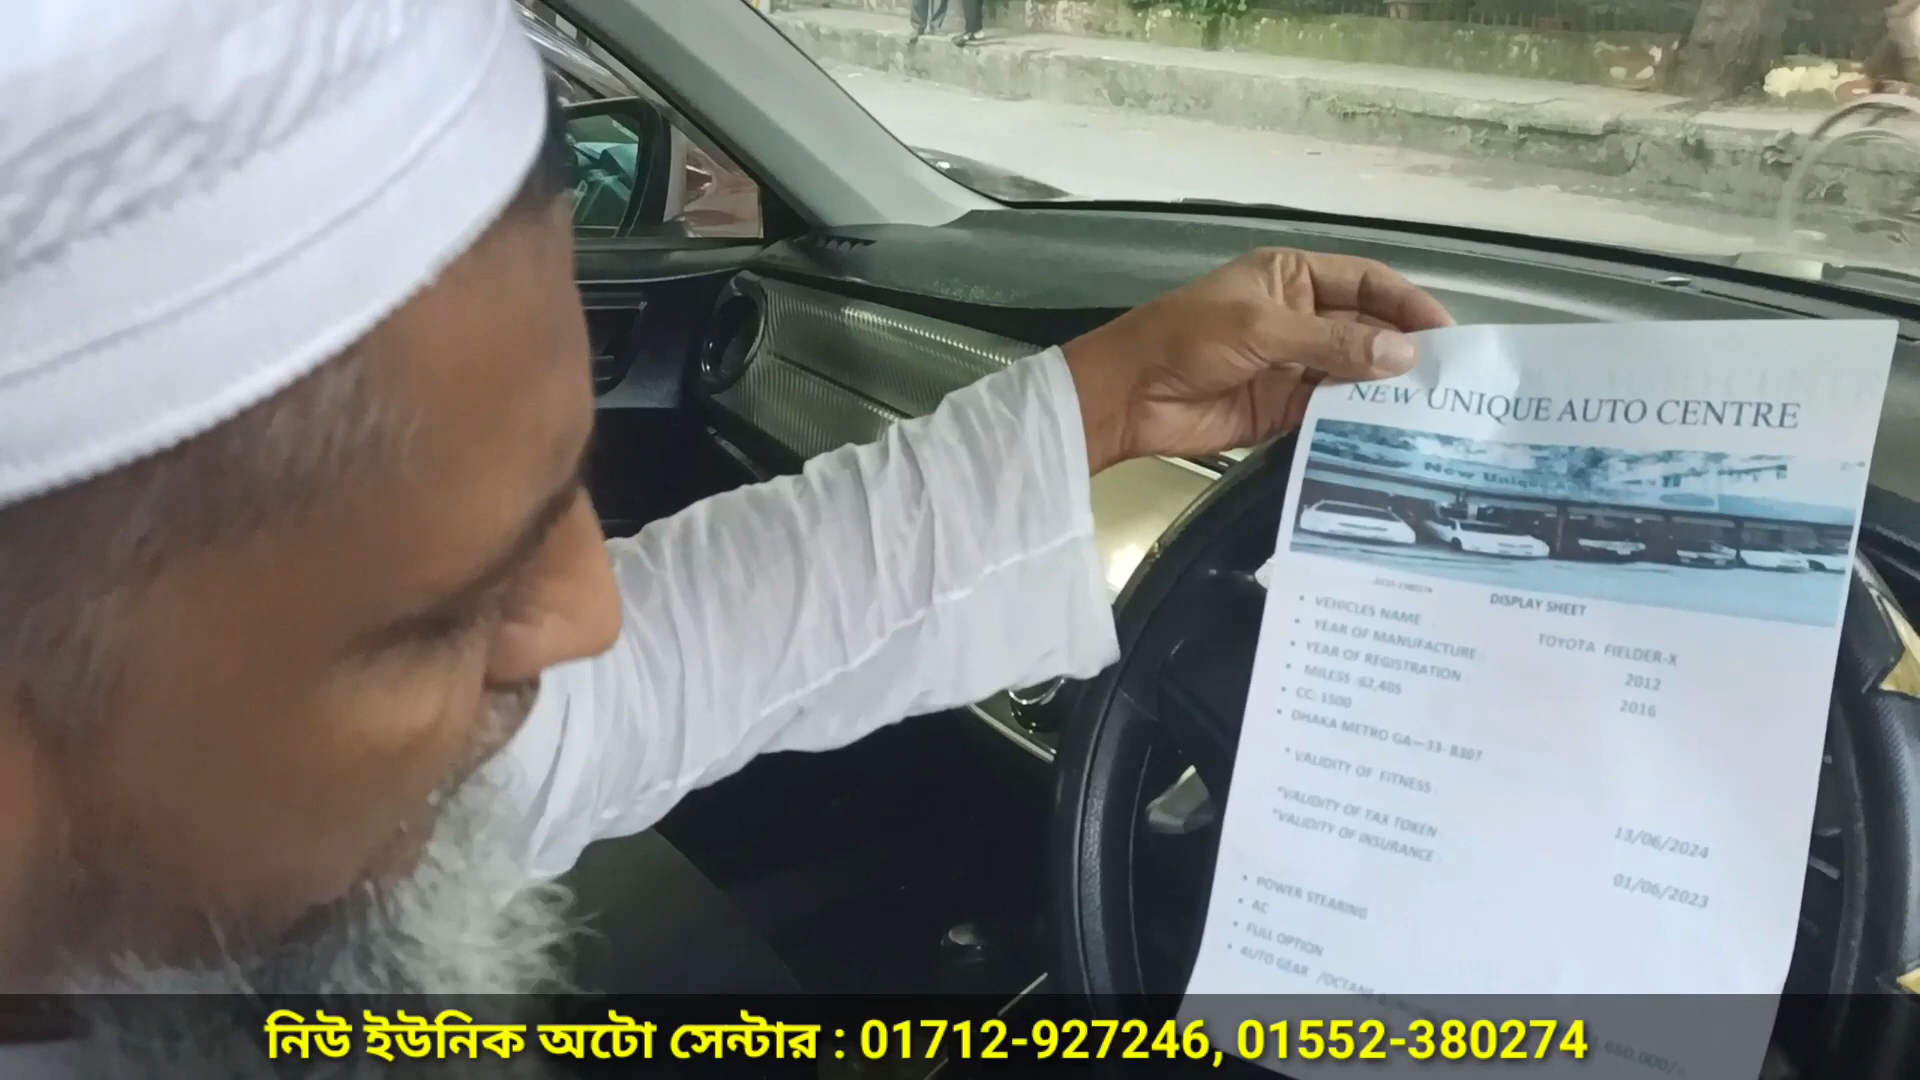 NEW UNIQUE AUTO CENTRE
New Unique
DISPLAY SHEET
• VEHICLES NAME : TOYOTA FIELDER-X
• YEAR OF MANUFACTURE : 2012
• YEAR OF REGISTRATION : 2016
• MILESS :62,405
• CC: 1500
• DHAKA METRO GA—33-8307
* VALIDITY OF FITNESS :
*VALIDITY OF TAX TOKEN : 13/06/2024
*VALIDITY OF INSURANCE : 01/06/2023
• POWER STEARING
• AC
• FULL OPTION
• AUTO GEAR /OCTANE
নিউ ইউনিক অটো সেন্টার : 01712-927246, 01552-380274